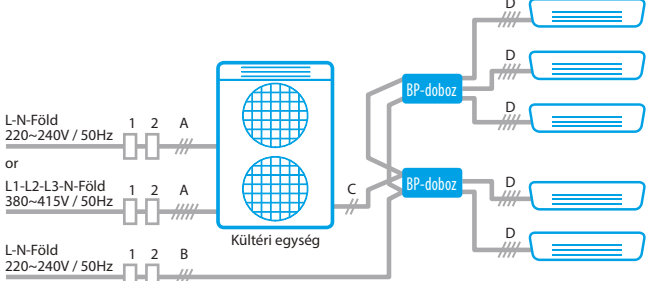 D
D
BP-doboz
D
L-N-Föld
220~240V / 50Hz
1 2 A
or
L1-L2-L3-N-Föld
380~415V / 50Hz
1 2 A
C
BP-doboz
D
D
Kültéri egység
L-N-Föld
220~240V / 50Hz
1 2 B